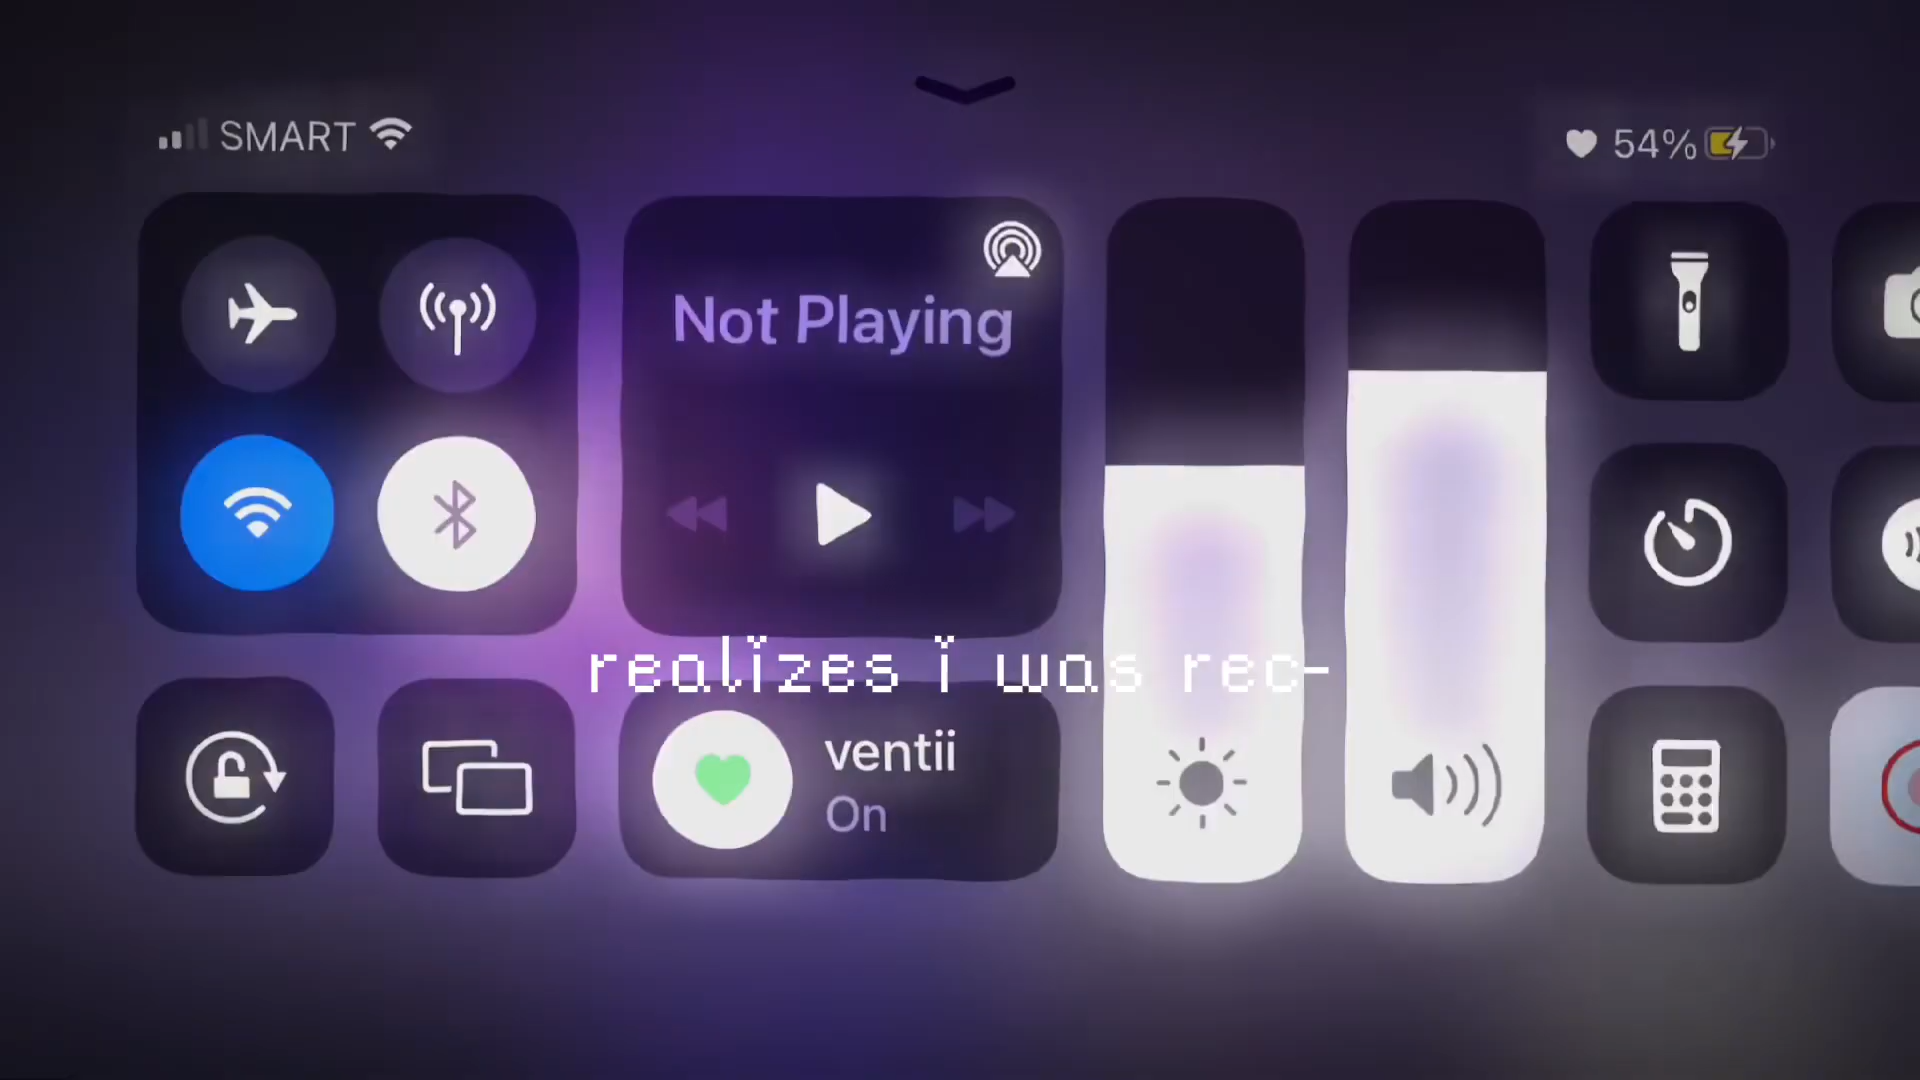 SMART
54%
Not Playing
realizes i was rec-
ventii
On